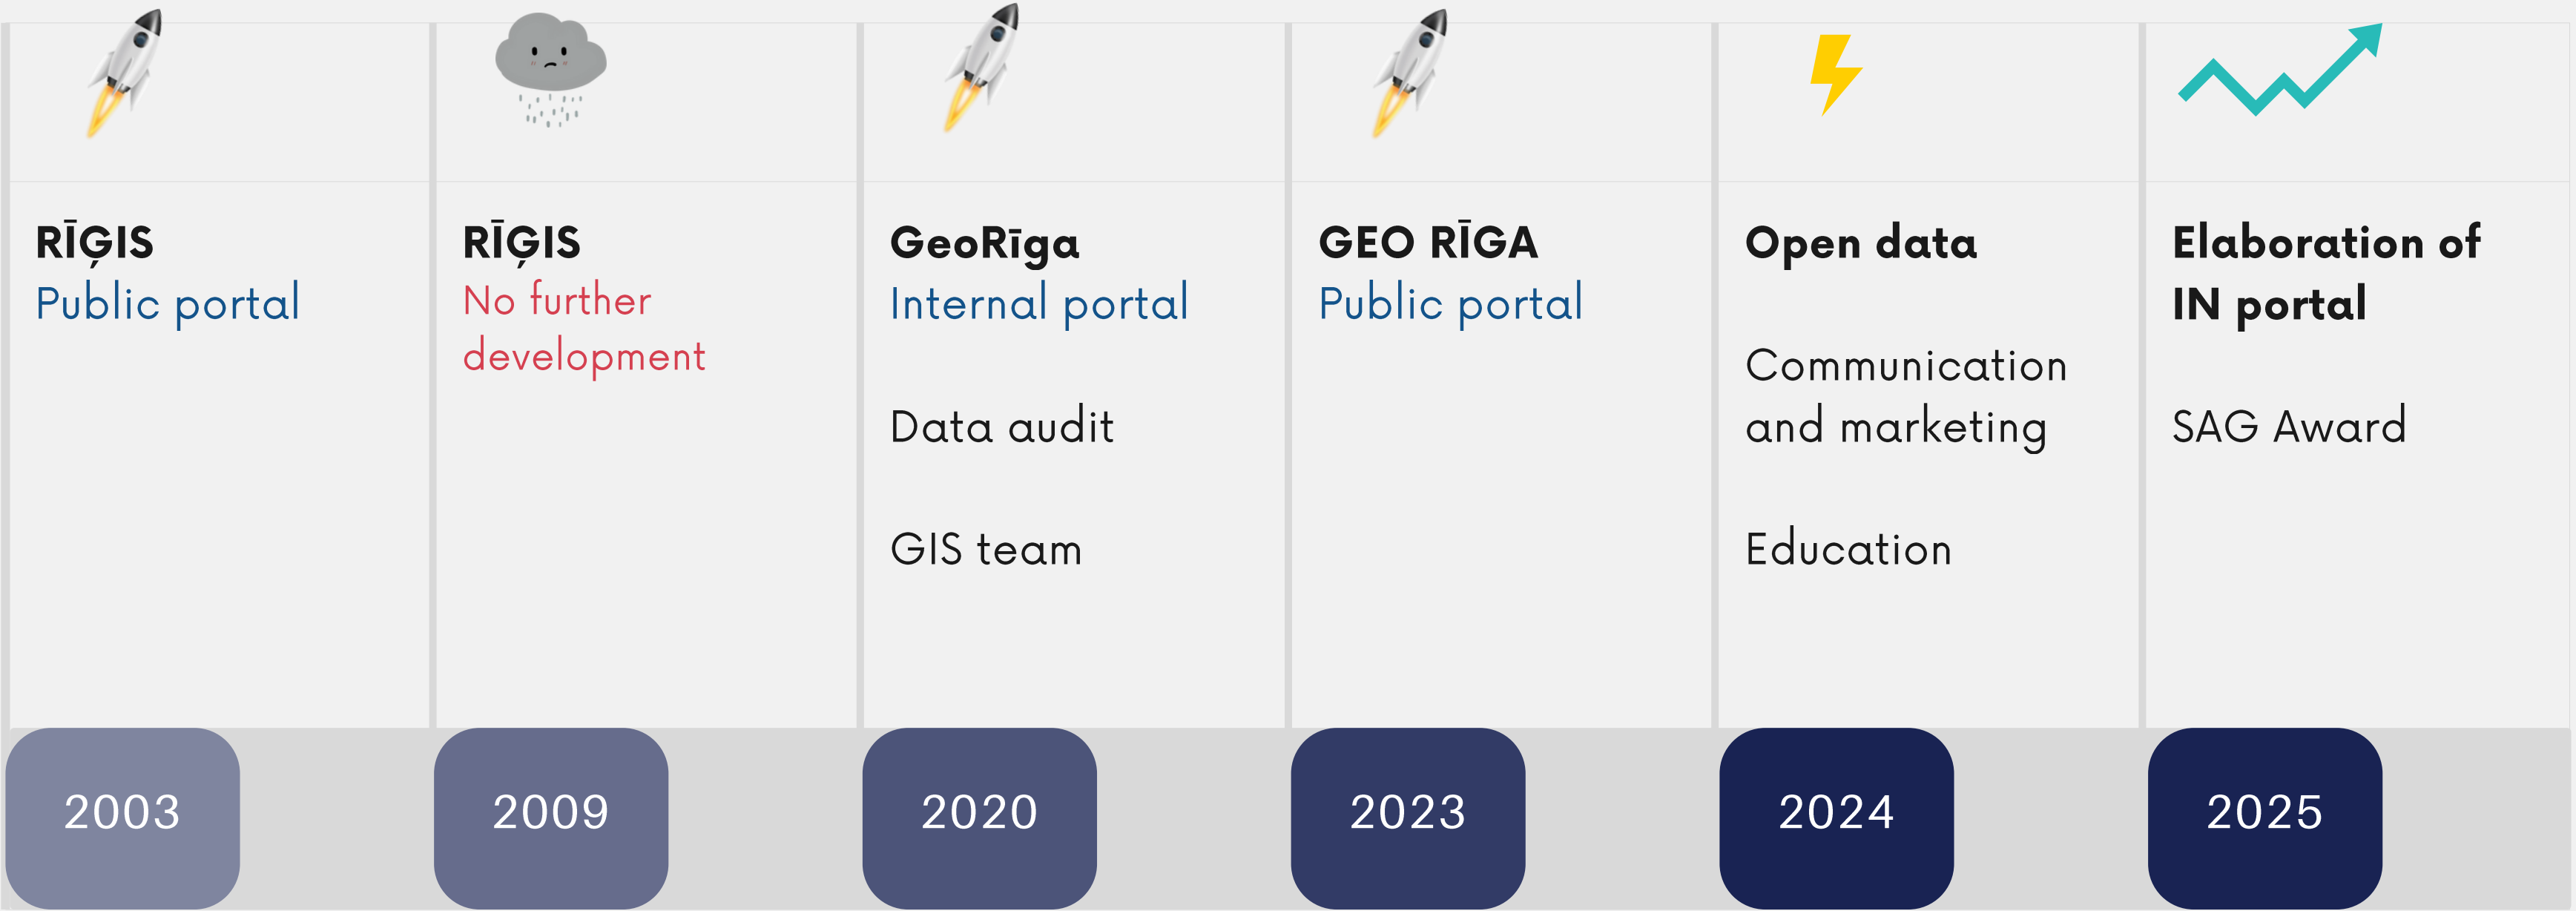 RĪĢIS
Public portal
2003
RĪĢIS
No further
development
2009
GeoRīga
Internal portal
Data audit
GIS team
2020
GEO RĪGA
Public portal
2023
Open data
Communication
and marketing
Education
2024
Elaboration of
IN portal
SAG Award
2025